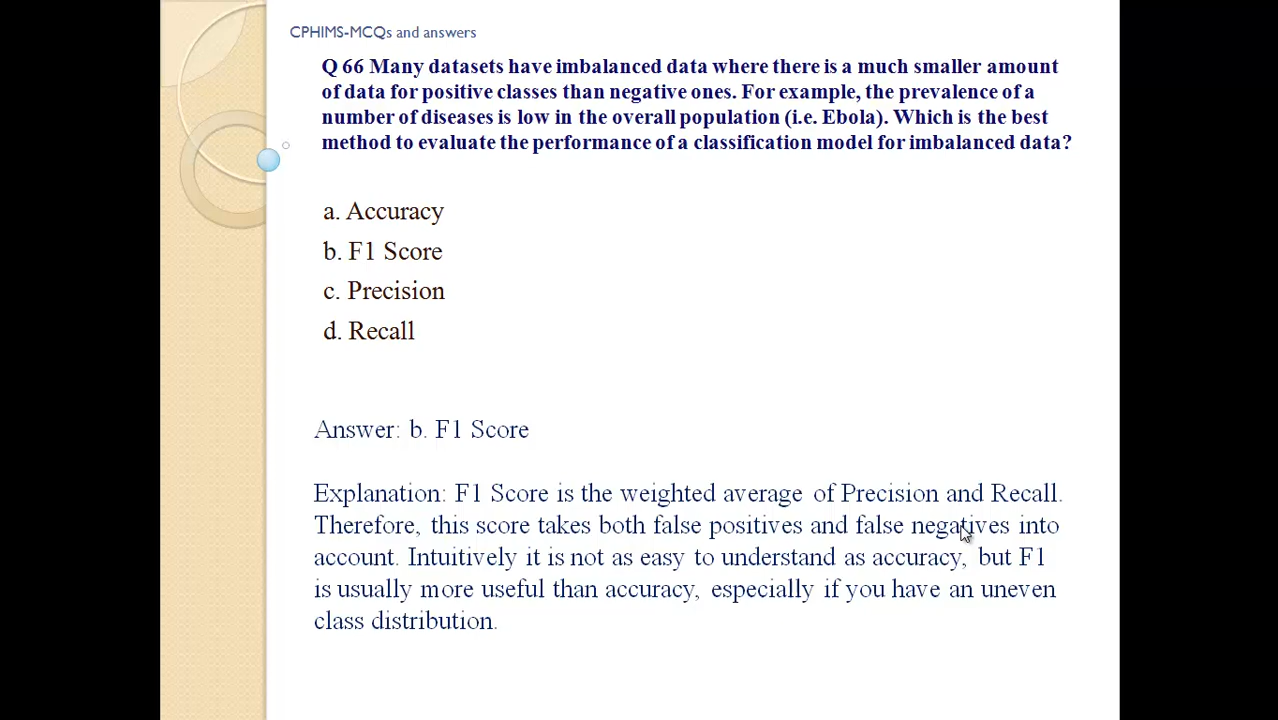 CPHIMS-MCQs and answers
Q 66 Many datasets have imbalanced data where there is a much smaller amount
of data for positive classes than negative ones. For example, the prevalence of a
number of diseases is low in the overall population (i.e. Ebola). Which is the best
method to evaluate the performance of a classification model for imbalanced data?
a. Accuracy
b. F1 Score
c. Precision
d. Recall
Answer: b. F1 Score
Explanation: F1 Score is the weighted average of Precision and Recall.
Therefore, this score takes both false positives and false negatives into
account. Intuitively it is not as easy to understand as accuracy, but F1
is usually more useful than accuracy, especially if you have an uneven
class distribution.